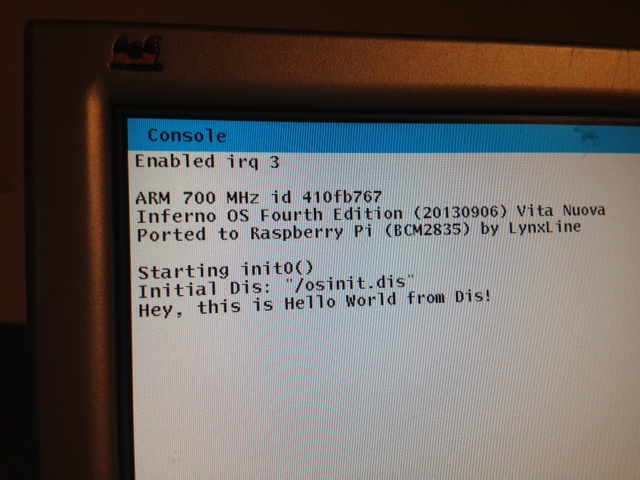 Console
Enabled irq 3
ARM 700 MHz id 410fb767
Inferno OS Fourth Edition (20130906) Vita Nuova
Ported to Raspberry Pi (BCM2835) by LynxLine
Starting init0()
Initial Dis: "/osinit.dis"
Hey, this is Hello World from Dis!